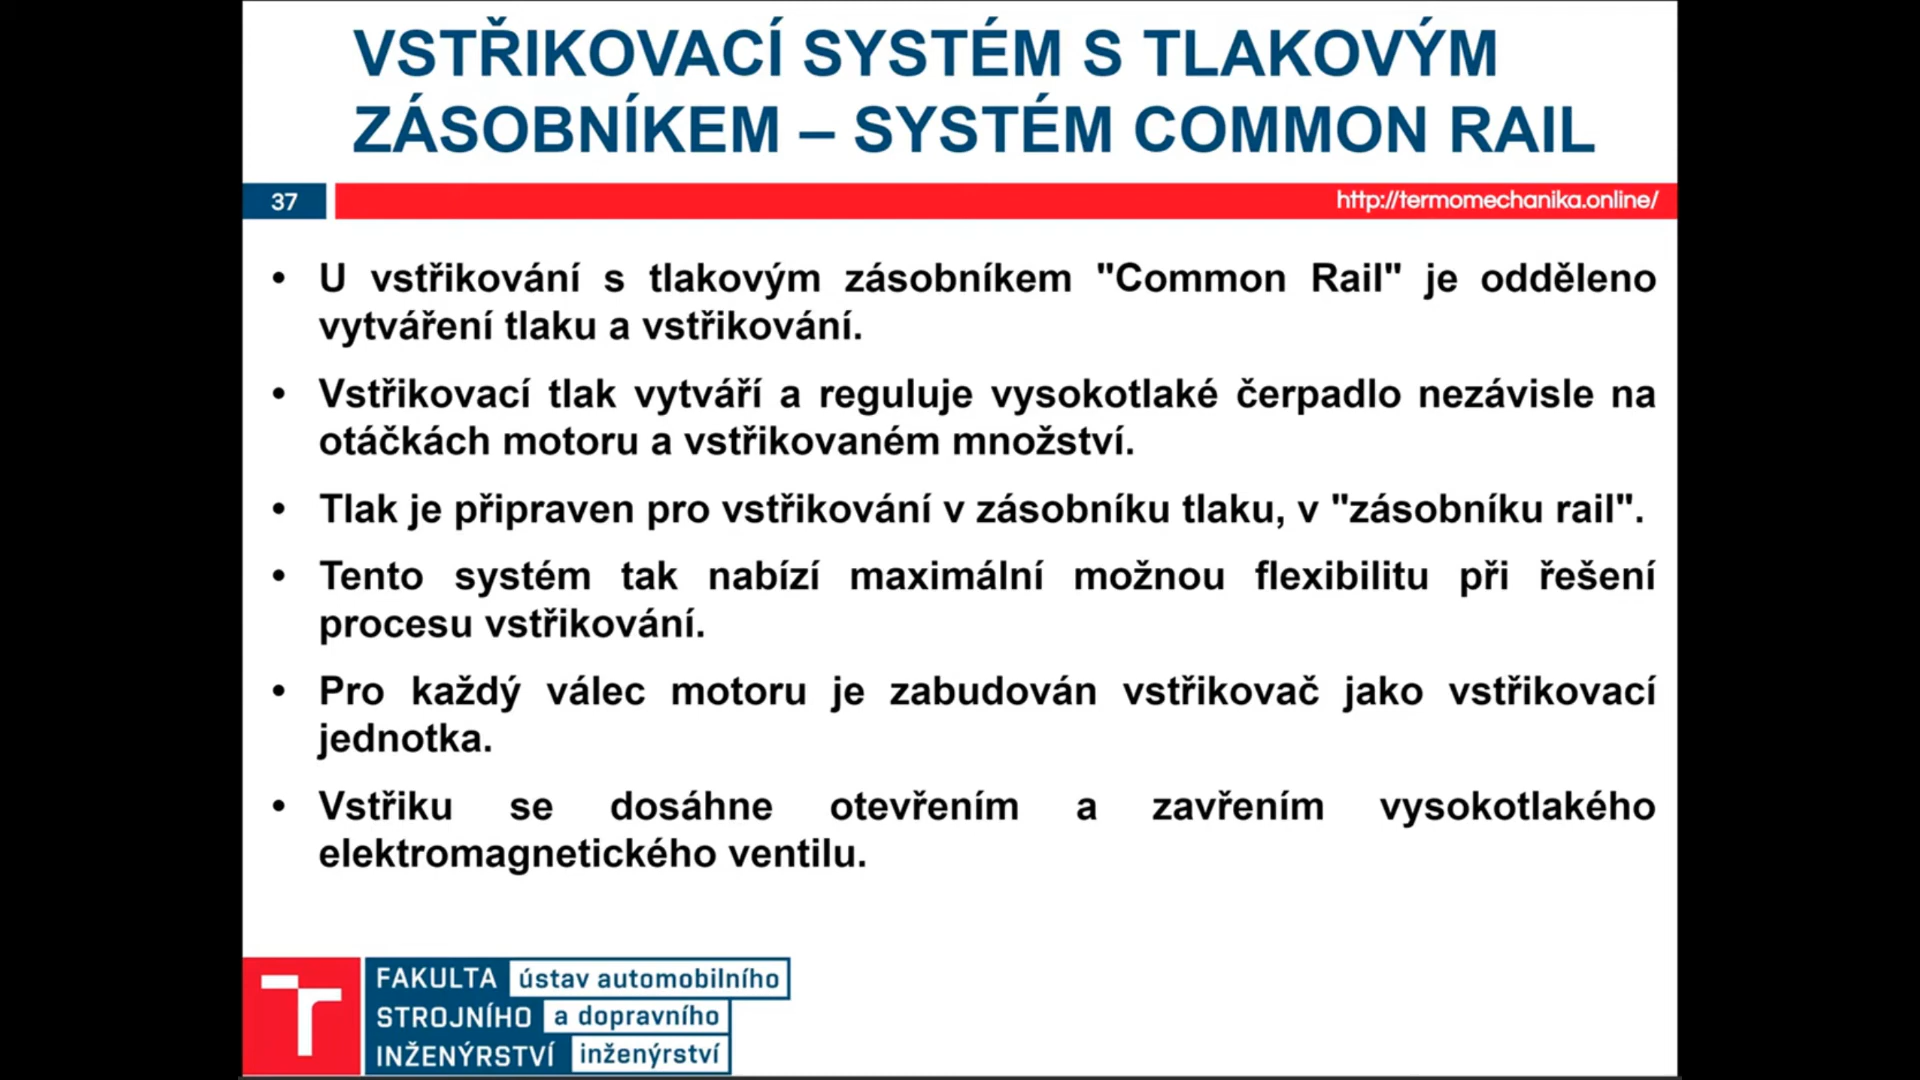 VSTŘIKOVACÍ SYSTÉM S TLAKOVÝM
ZÁSOBNÍKEM – SYSTÉM COMMON RAIL
37
http://termomechanika.online/
• U vstřikování s tlakovým zásobníkem "Common Rail" je odděleno
vytváření tlaku a vstřikování.
• Vstřikovací tlak vytváří a reguluje vysokotlaké čerpadlo nezávisle na
otáčkách motoru a vstřikovaném množství.
• Tlak je připraven pro vstřikování v zásobníku tlaku, v "zásobníku rail".
• Tento systém tak nabízí maximální možnou flexibilitu při řešení
procesu vstřikování.
• Pro každý válec motoru je zabudován vstřikovač jako vstřikovací
jednotka.
• Vstřiku se dosáhne otevřením a zavřením vysokotlakého
elektromagnetického ventilu.
FAKULTA ústav automobilního
STROJNÍHO a dopravního
INŽENÝRSTVÍ inženýrství